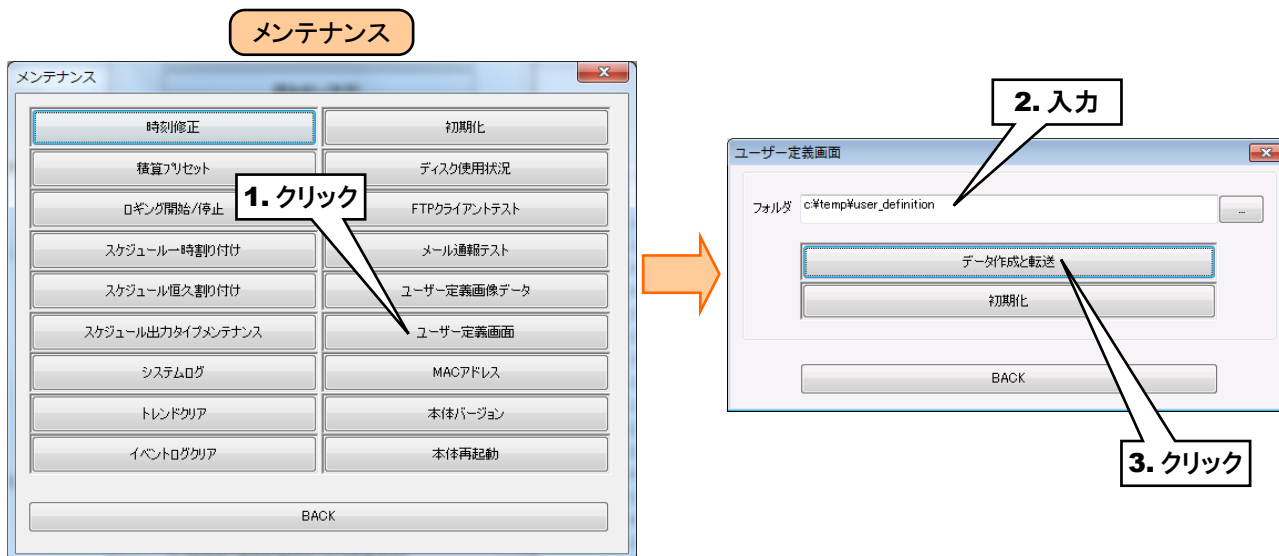 メンテナンス
メンテナンス
時刻修正
初期化
積算プリセット
ディスク使用状況
ロギング開始/停止
FTPクライアントテスト
スケジュール一時割り付け
メール通報テスト
スケジュール恒久割り付け
ユーザー定義画像データ
スケジュール出力タイプメンテナンス
ユーザー定義画面
システムログ
MACアドレス
トレンドクリア
本体バージョン
イベントログクリア
本体再起動
BACK
1. クリック
2. 入力
ユーザー定義画面
フォルダ c:¥temp¥user_definition ...
データ作成と転送
初期化
BACK
3. クリック